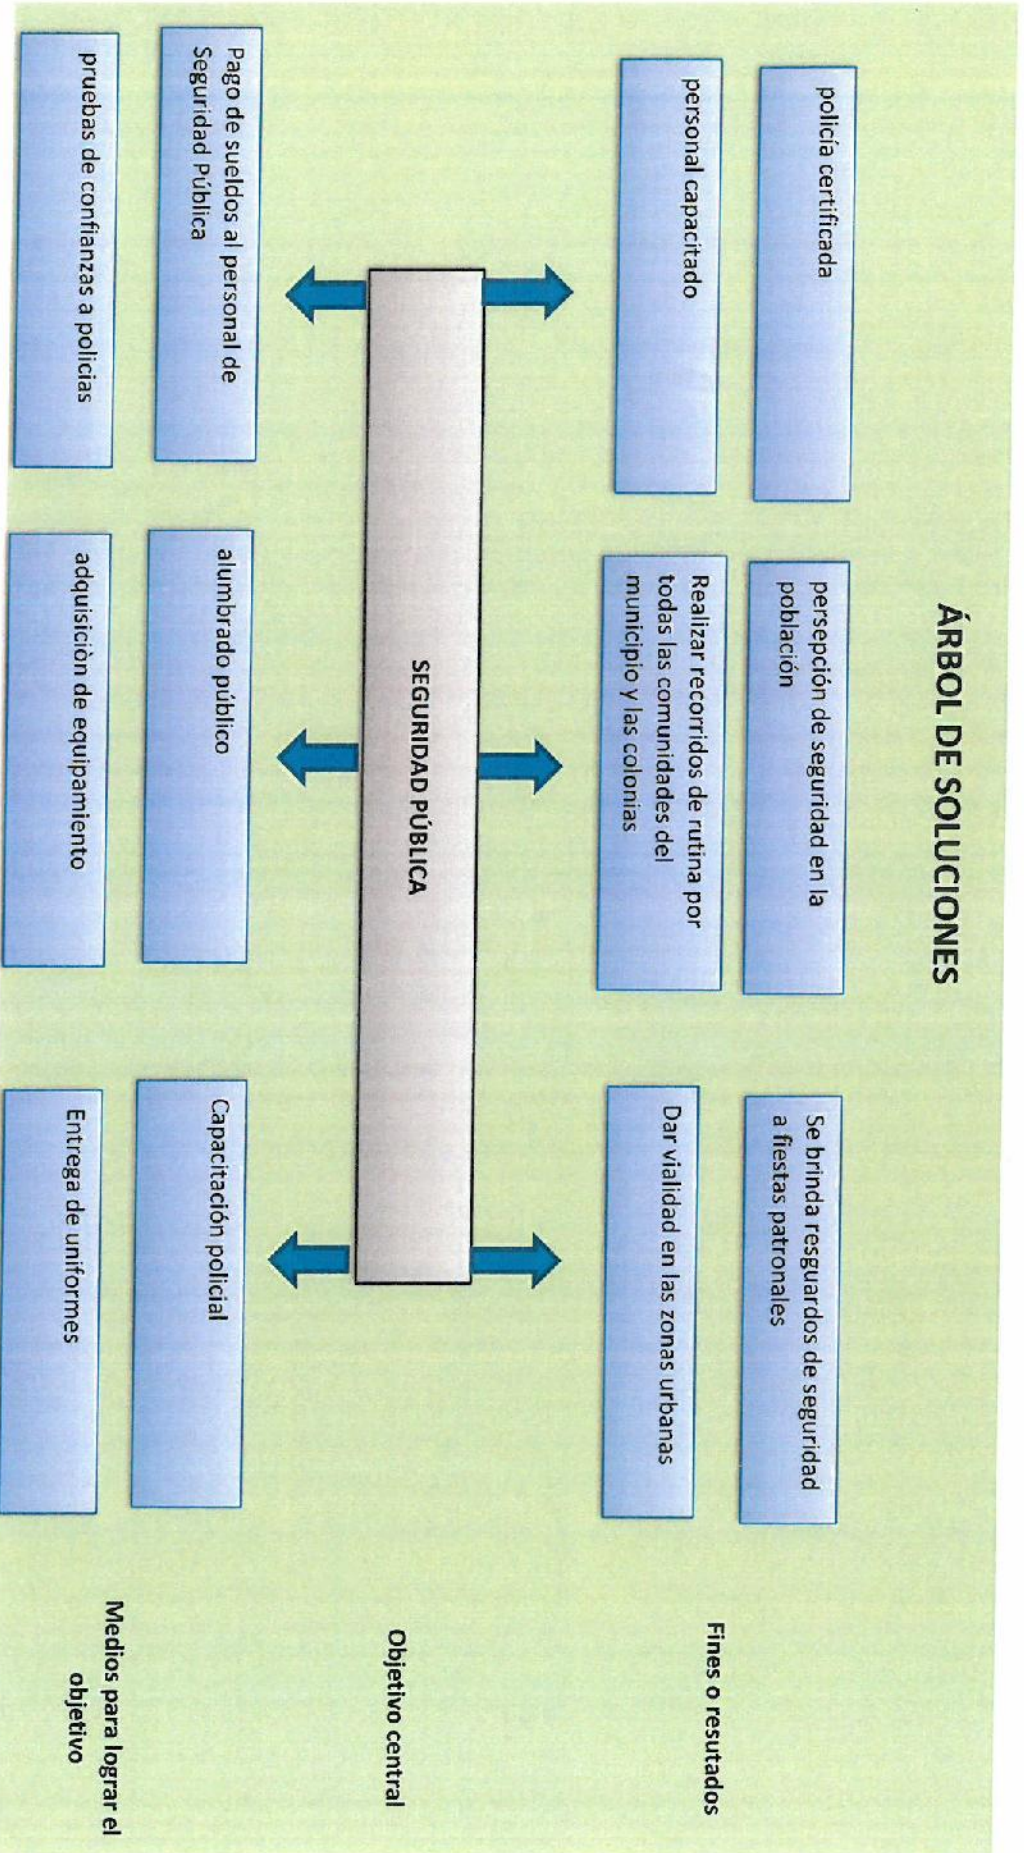 ÁRBOL DE SOLUCIONES
policía certificada
persepción de seguridad en la
población
Se brinda resguardos de seguridad
a fiestas patronales
personal capacitado
Realizar recorridos de rutina por
todas las comunidades del
municipio y las colonias
Dar vialidad en las zonas urbanas
Fines o resutados
SEGURIDAD PÚBLICA
Objetivo central
Pago de sueldos al personal de
Seguridad Pública
alumbrado público
Capacitación policial
pruebas de confianzas a policias
adquisiciòn de equipamiento
Entrega de uniformes
Medios para lograr el
objetivo